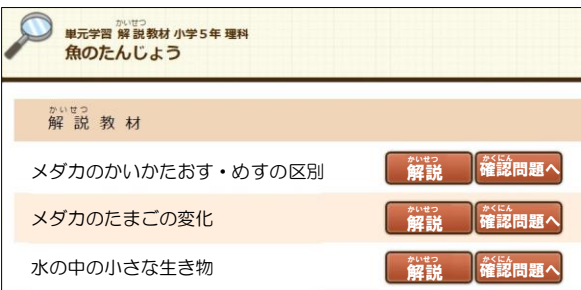 かいせつ
単元学習 解説教材 小学5年 理科
魚のたんじょう
かいせつ
解説教材
メダカのかいかたおす・めすの区別
かいせつ
解説
かくにん
確認問題へ
メダカのたまごの変化
かいせつ
解説
かくにん
確認問題へ
水の中の小さな生き物
かいせつ
解説
かくにん
確認問題へ